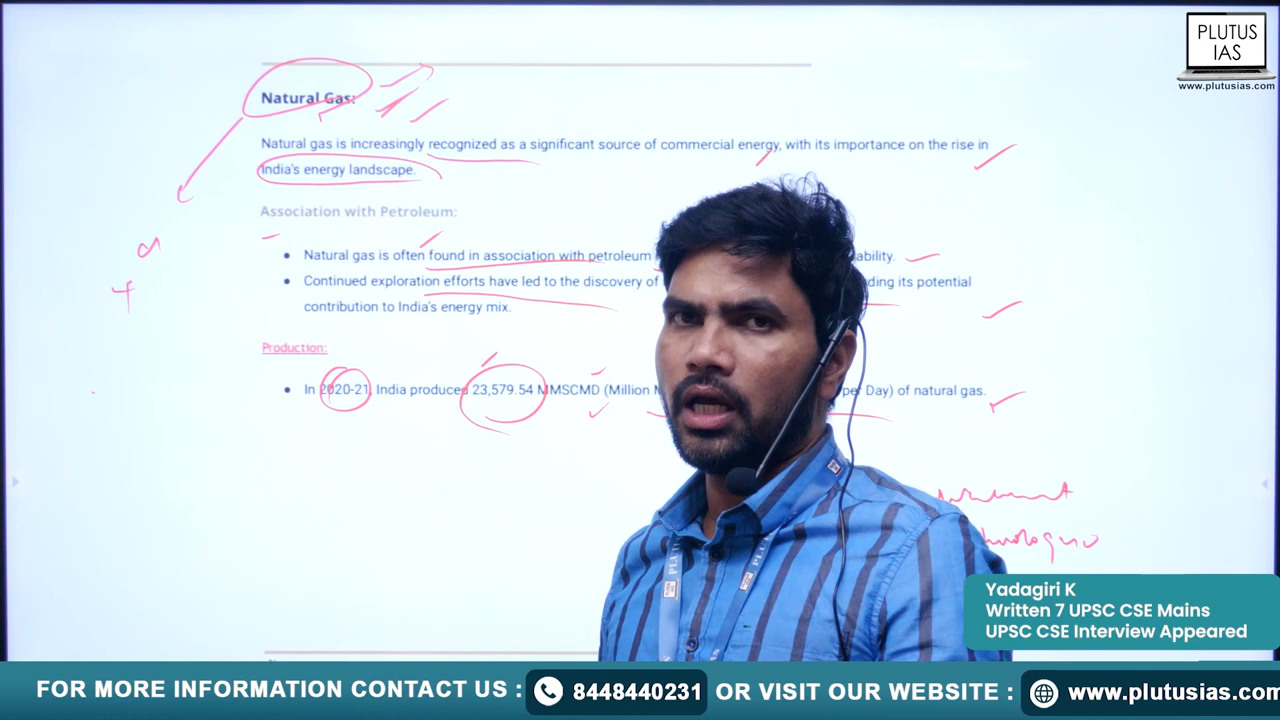 PLUTUS
IAS
www.plutusias.com
Natural Gas:
Natural gas is increasingly recognized as a significant source of commercial energy, with its importance on the rise in
India's energy landscape.
Association with Petroleum:
Natural gas is often found in association with petroleum
Continued exploration efforts have led to the discovery of
its potential
contribution to India's energy mix.
Production:
In 2020-21, India produced 23,579.54 MMSCMD (Million
per Day) of natural gas.
Yadagiri K
Written 7 UPSC CSE Mains
UPSC CSE Interview Appeared
FOR MORE INFORMATION CONTACT US : 8448440231 OR VISIT OUR WEBSITE : www.plutusias.com